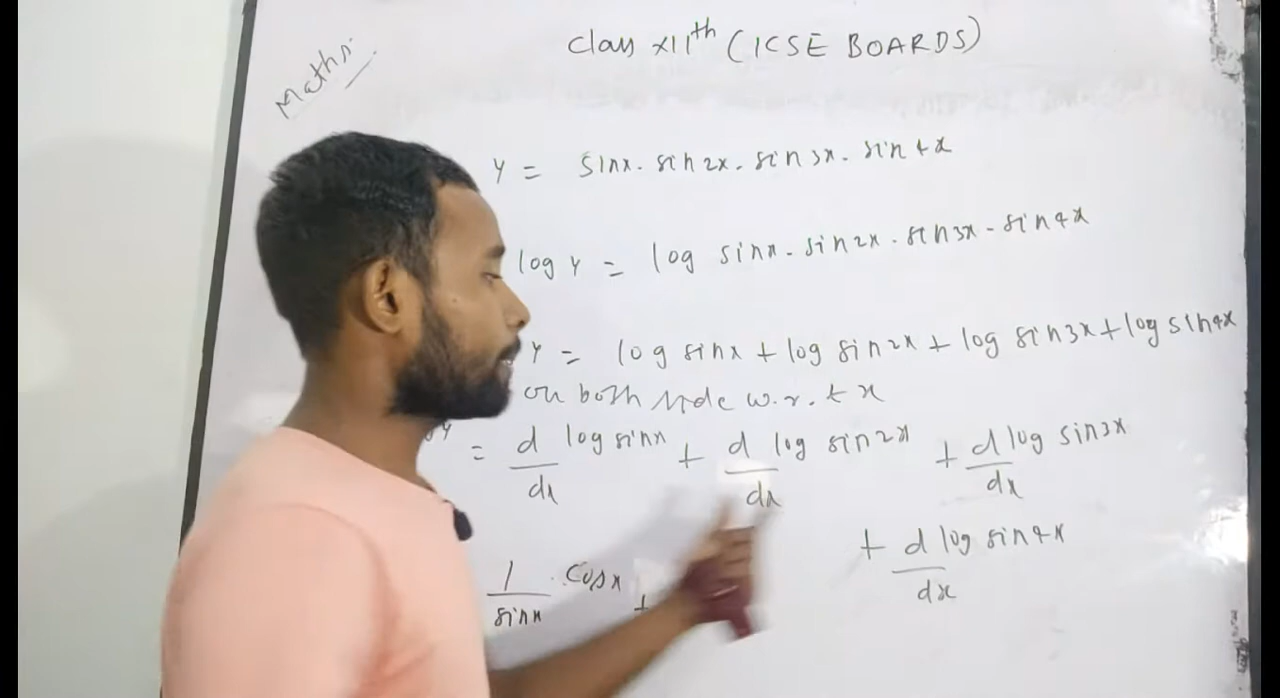 Maths.
Class XIIth (ICSE BOARDS)
Y = sinx. sin2x. sin3x. sin4x
log Y = log sinx. sin2x. sin3x. sin4x
Y = log sinx + log sin2x + log sin3x + log sin4x
on both side w.r.t x
Y = d/dx log sinx + d/dx log sin2x + d/dx log sin3x
+ d/dx log sin4x
1/sinx . cosx +